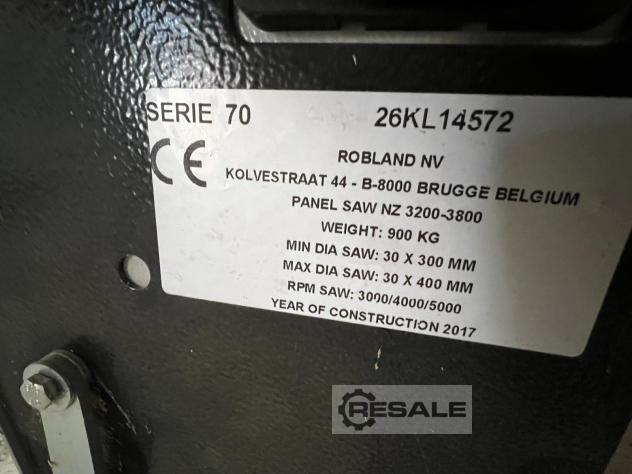 SERIE 70 26KL14572
CE
ROBLAND NV
KOLVESTRAAT 44 - B-8000 BRUGGE BELGIUM
PANEL SAW NZ 3200-3800
WEIGHT: 900 KG
MIN DIA SAW: 30 X 300 MM
MAX DIA SAW: 30 X 400 MM
RPM SAW: 3000/4000/5000
YEAR OF CONSTRUCTION 2017
RESALE